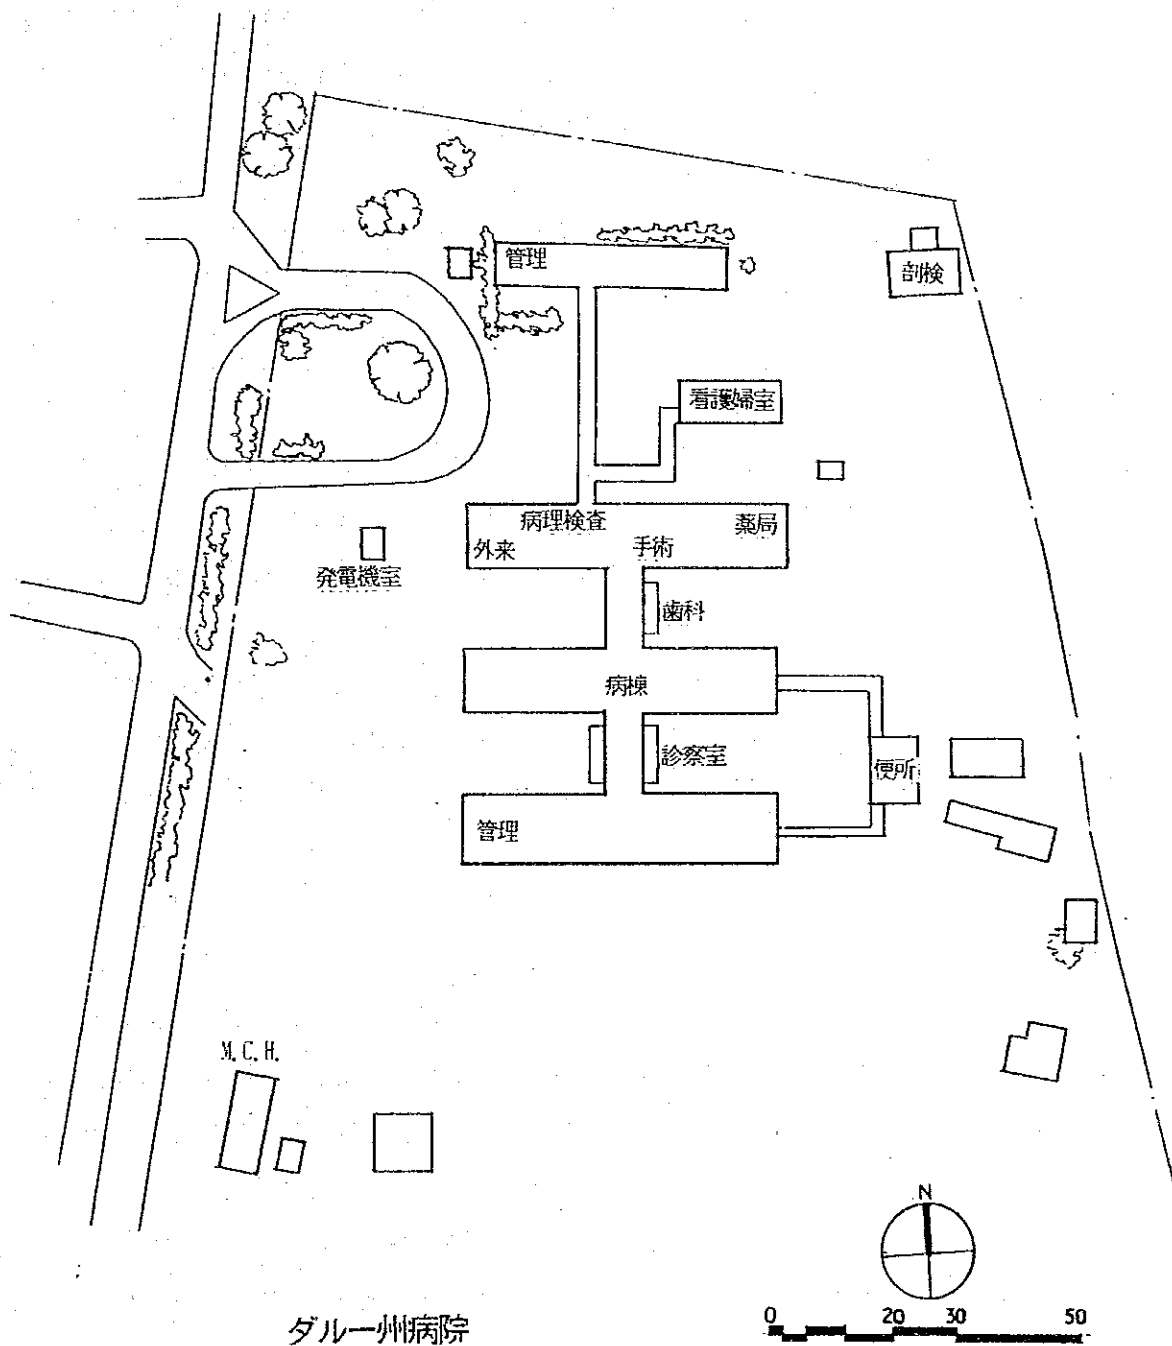 管理
剖検
看護婦室
病理検査
薬局
外来
手術
発電機室
歯科
病棟
診察室
便所
管理
M.C.H.
N
0 20 30 50
ダルー州病院